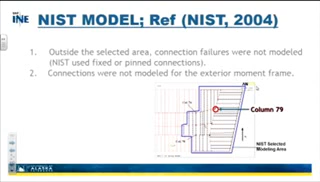 INE
NIST MODEL; Ref (NIST, 2004)
1. Outside the selected area, connection failures were not modeled
(NIST used fixed or pinned connections).
2. Connections were not modeled for the exterior moment frame.
Column 79
NIST Selected
Modeling Area
ALASKA